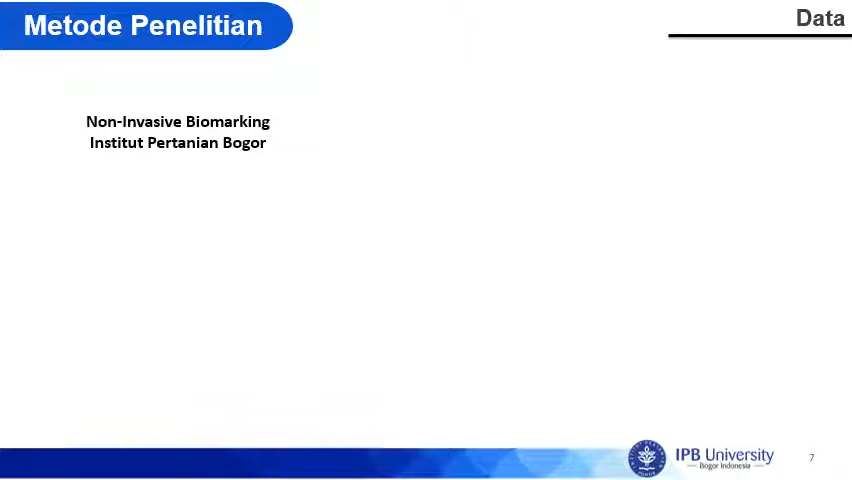 Metode Penelitian
Data
Non-Invasive Biomarking
Institut Pertanian Bogor
IPB University
Bogor Indonesia
7